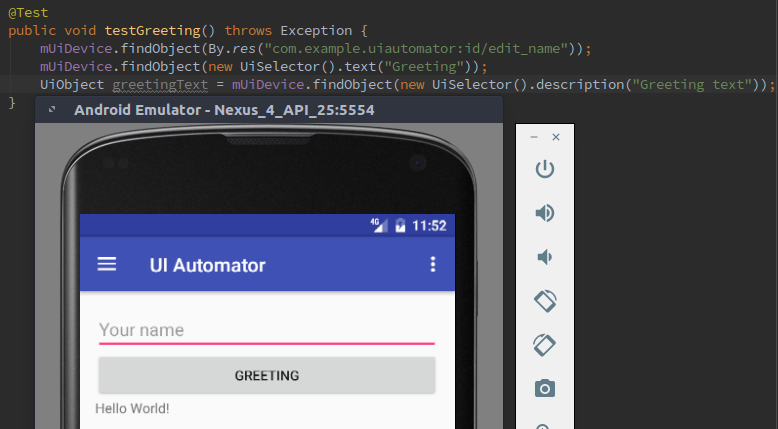 @Test
public void testGreeting() throws Exception {
mUiDevice.findObject(By.res("com.example.uiautomator:id/edit_name"));
mUiDevice.findObject(new UiSelector().text("Greeting"));
UiObject greetingText = mUiDevice.findObject(new UiSelector().description("Greeting text"));
}
Android Emulator - Nexus_4_API_25:5554
4G 11:52
UI Automator
Your name
GREETING
Hello World!